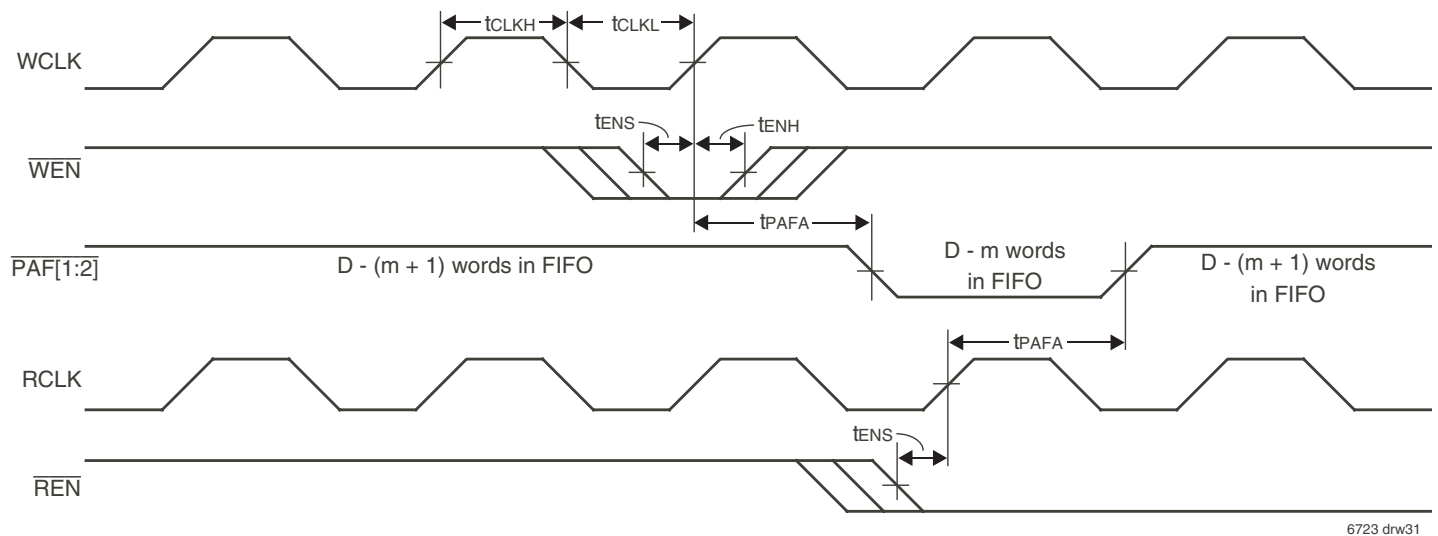 tCLKH
tCLKL
WCLK
tENS
tENH
WEN
tPAFA
PAF[1:2]
D - (m + 1) words in FIFO
D - m words
in FIFO
D - (m + 1) words
in FIFO
tPAFA
RCLK
tENS
REN
6723 drw31